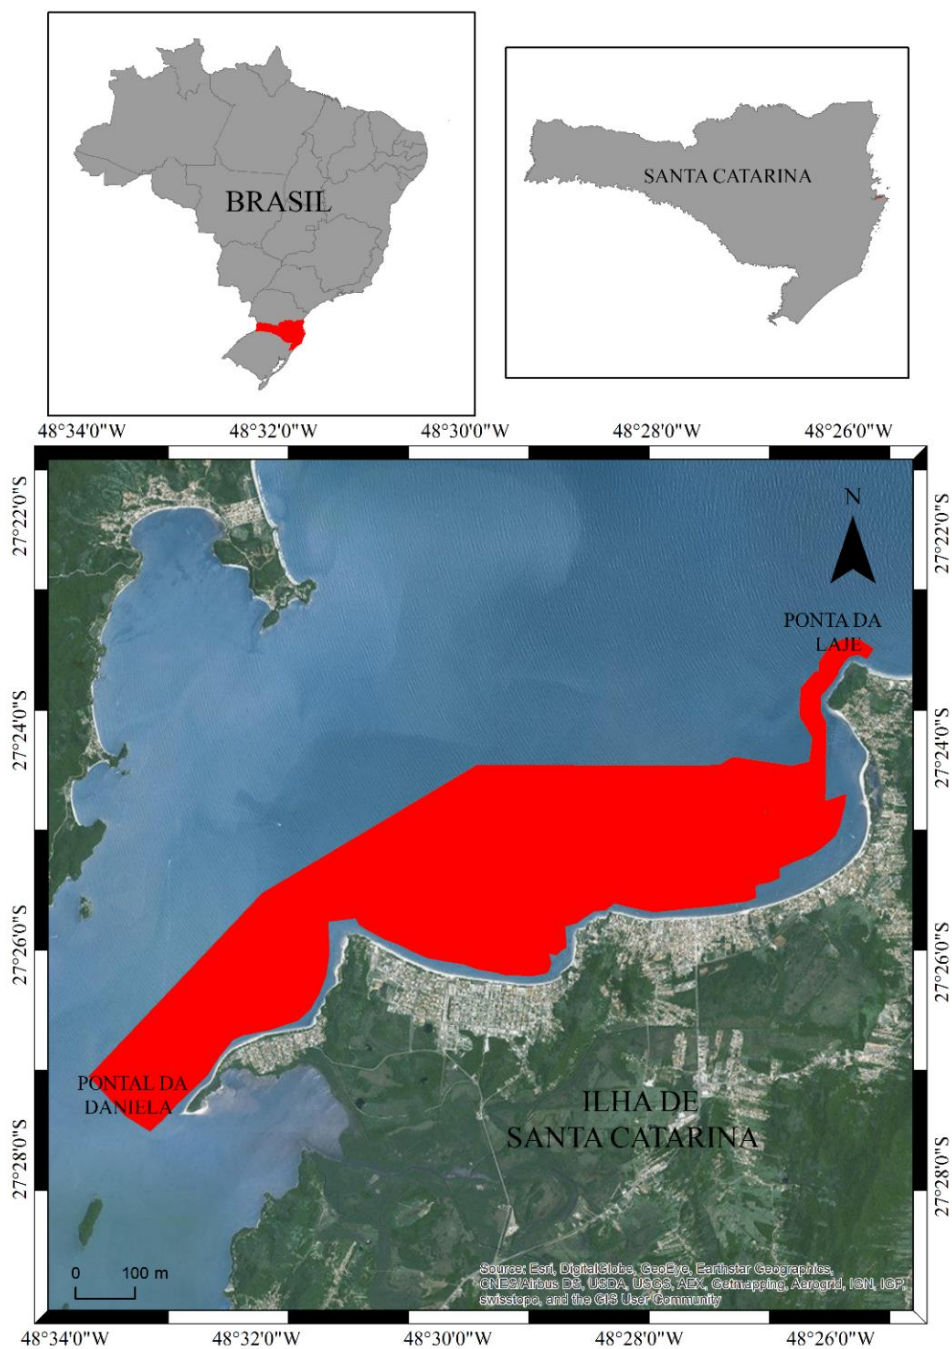 BRASIL
SANTA CATARINA
48°34'0"W 48°32'0"W 48°30'0"W 48°28'0"W 48°26'0"W
27°22'0"S
27°22'0"S
N
PONTA DA
LAJE
27°24'0"S
27°24'0"S
27°26'0"S
27°26'0"S
PONTAL DA
DANIELA
ILHA DE
SANTA CATARINA
27°28'0"S
27°28'0"S
0 100 m
Source: Esri, DigitalGlobe, GeoEye, Earthstar Geographics,
CNES/Airbus DS, USDA, USGS, AEX, Getmapping, Aerogrid, IGN, IGP,
swisstopo, and the GIS User Community
48°34'0"W 48°32'0"W 48°30'0"W 48°28'0"W 48°26'0"W